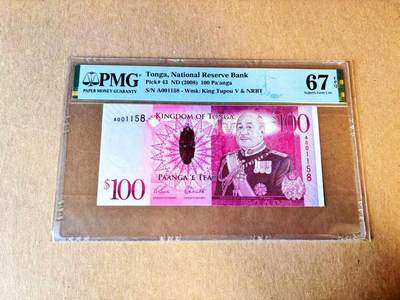 PMG
PAPER MONEY GUARANTY
Tonga, National Reserve Bank
Pick# 43 ND (2008) 100 Pa'anga
S/N A001158 - Wmk: King Tupou V & NRBT
67 EPQ
Superb Gem Unc
KINGDOM OF TONGA
$100
A001158
A001158
$100
PA'ANGA E TEAU